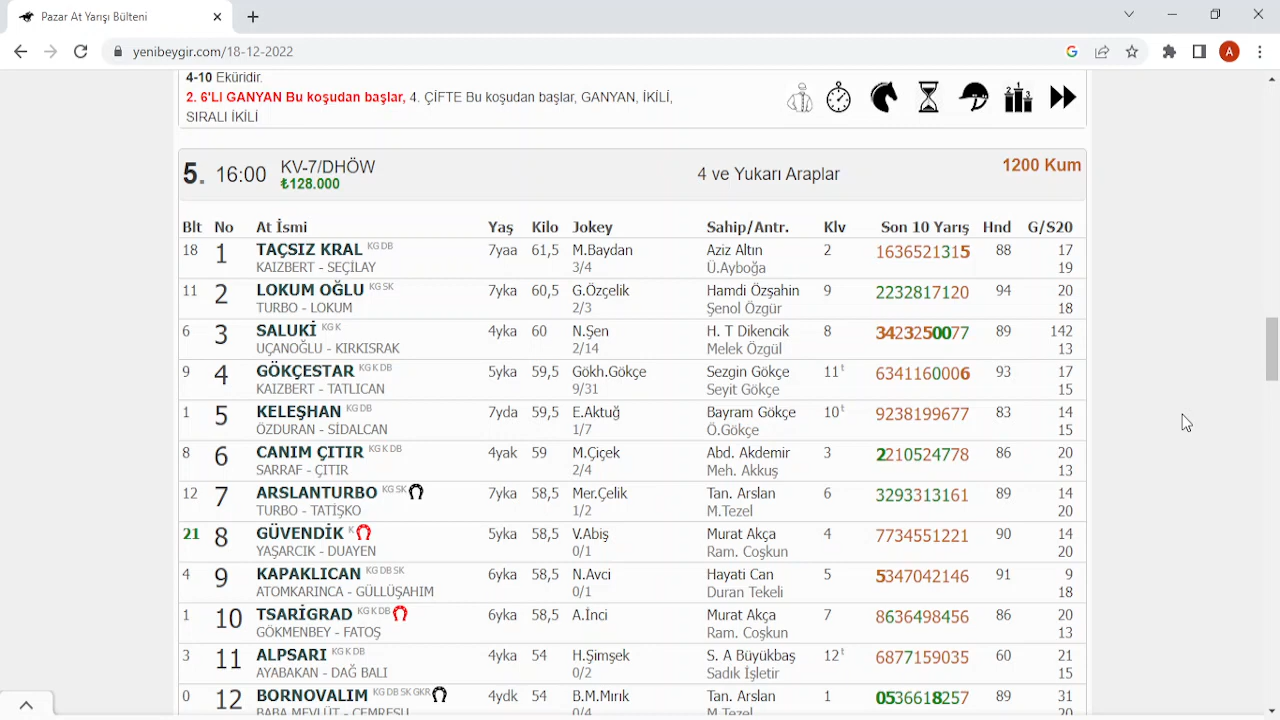 Pazar At Yarışı Bülteni
yenibeygir.com/18-12-2022
A
4-10 Eküridir.
2. 6'LI GANYAN Bu koşudan başlar, 4. ÇİFTE Bu koşudan başlar, GANYAN, İKİLİ,
SIRALI İKİLİ
5. 16:00 KV-7/DHÖW 4 ve Yukarı Araplar 1200 Kum
₺128.000
Blt No At İsmi Yaş Kilo Jokey Sahip/Antr. Klv Son 10 Yarış Hnd G/S20
18 1 TAÇSIZ KRAL KG DB 7yaa 61,5 M.Baydan Aziz Altın 2 1636521315 88 17
KAIZBERT - SEÇİLAY 3/4 Ü.Ayboğa 19
11 2 LOKUM OĞLU KG SK 7yka 60,5 G.Özçelik Hamdi Özşahin 9 2232817120 94 20
TURBO - LOKUM 2/3 Şenol Özgür 18
6 3 SALUKİ KG K 4yka 60 N.Şen H. T Dikencik 8 3423250077 89 142
UÇANOĞLU - KIRKISRAK 2/14 Melek Özgül 13
9 4 GÖKÇESTAR KG K DB 5yka 59,5 Gökh.Gökçe Sezgin Gökçe 11 t 6341160006 93 17
KAIZBERT - TATLICAN 9/31 Seyit Gökçe 15
1 5 KELEŞHAN KG DB 7yda 59,5 E.Aktuğ Bayram Gökçe 10 t 9238199677 83 14
ÖZDURAN - SİDALCAN 1/7 Ö.Gökçe 15
8 6 CANIM ÇITIR KG K DB 4yak 59 M.Çiçek Abd. Akdemir 3 2210524778 86 20
SARRAF - ÇITIR 2/4 Meh. Akkuş 13
12 7 ARSLANTURBO KG SK 7yka 58,5 Mer.Çelik Tan. Arslan 6 3293313161 89 14
TURBO - TATİŞKO 1/2 M.Tezel 20
21 8 GÜVENDİK K 5yka 58,5 V.Abiş Murat Akça 4 7734551221 90 14
YAŞARCIK - DUAYEN 0/1 Ram. Coşkun 20
4 9 KAPAKLICAN KG DB SK 6yka 58,5 N.Avci Hayati Can 5 5347042146 91 9
ATOMKARINCA - GÜLLÜŞAHIM 0/1 Duran Tekeli 18
1 10 TSARİGRAD KG K DB 6yka 58,5 A.İnci Murat Akça 7 8636498456 86 20
GÖKMENBEY - FATOŞ Ram. Coşkun 13
3 11 ALPSARI KG K DB 4yka 54 H.Şimşek S. A Büyükbaş 12 t 6877159035 60 21
AYABAKAN - DAĞ BALI 0/2 Sadık İşletir 15
0 12 BORNOVALIM KG DB SK GKR 4ydk 54 B.M.Mırık Tan. Arslan 1 0536618257 89 31
BABA MEVLÜT - CEMRESU 0/4 M.Tezel 20